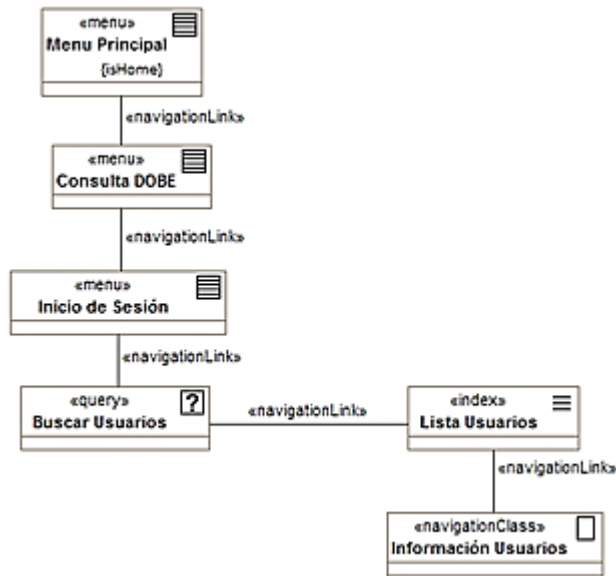 «menu»
Menu Principal
{isHome}
«navigationLink»
«menu»
Consulta DOBE
«navigationLink»
«menu»
Inicio de Sesión
«navigationLink»
«query»
?
Buscar Usuarios
«navigationLink»
«index»
Lista Usuarios
«navigationLink»
«navigationClass»
Información Usuarios